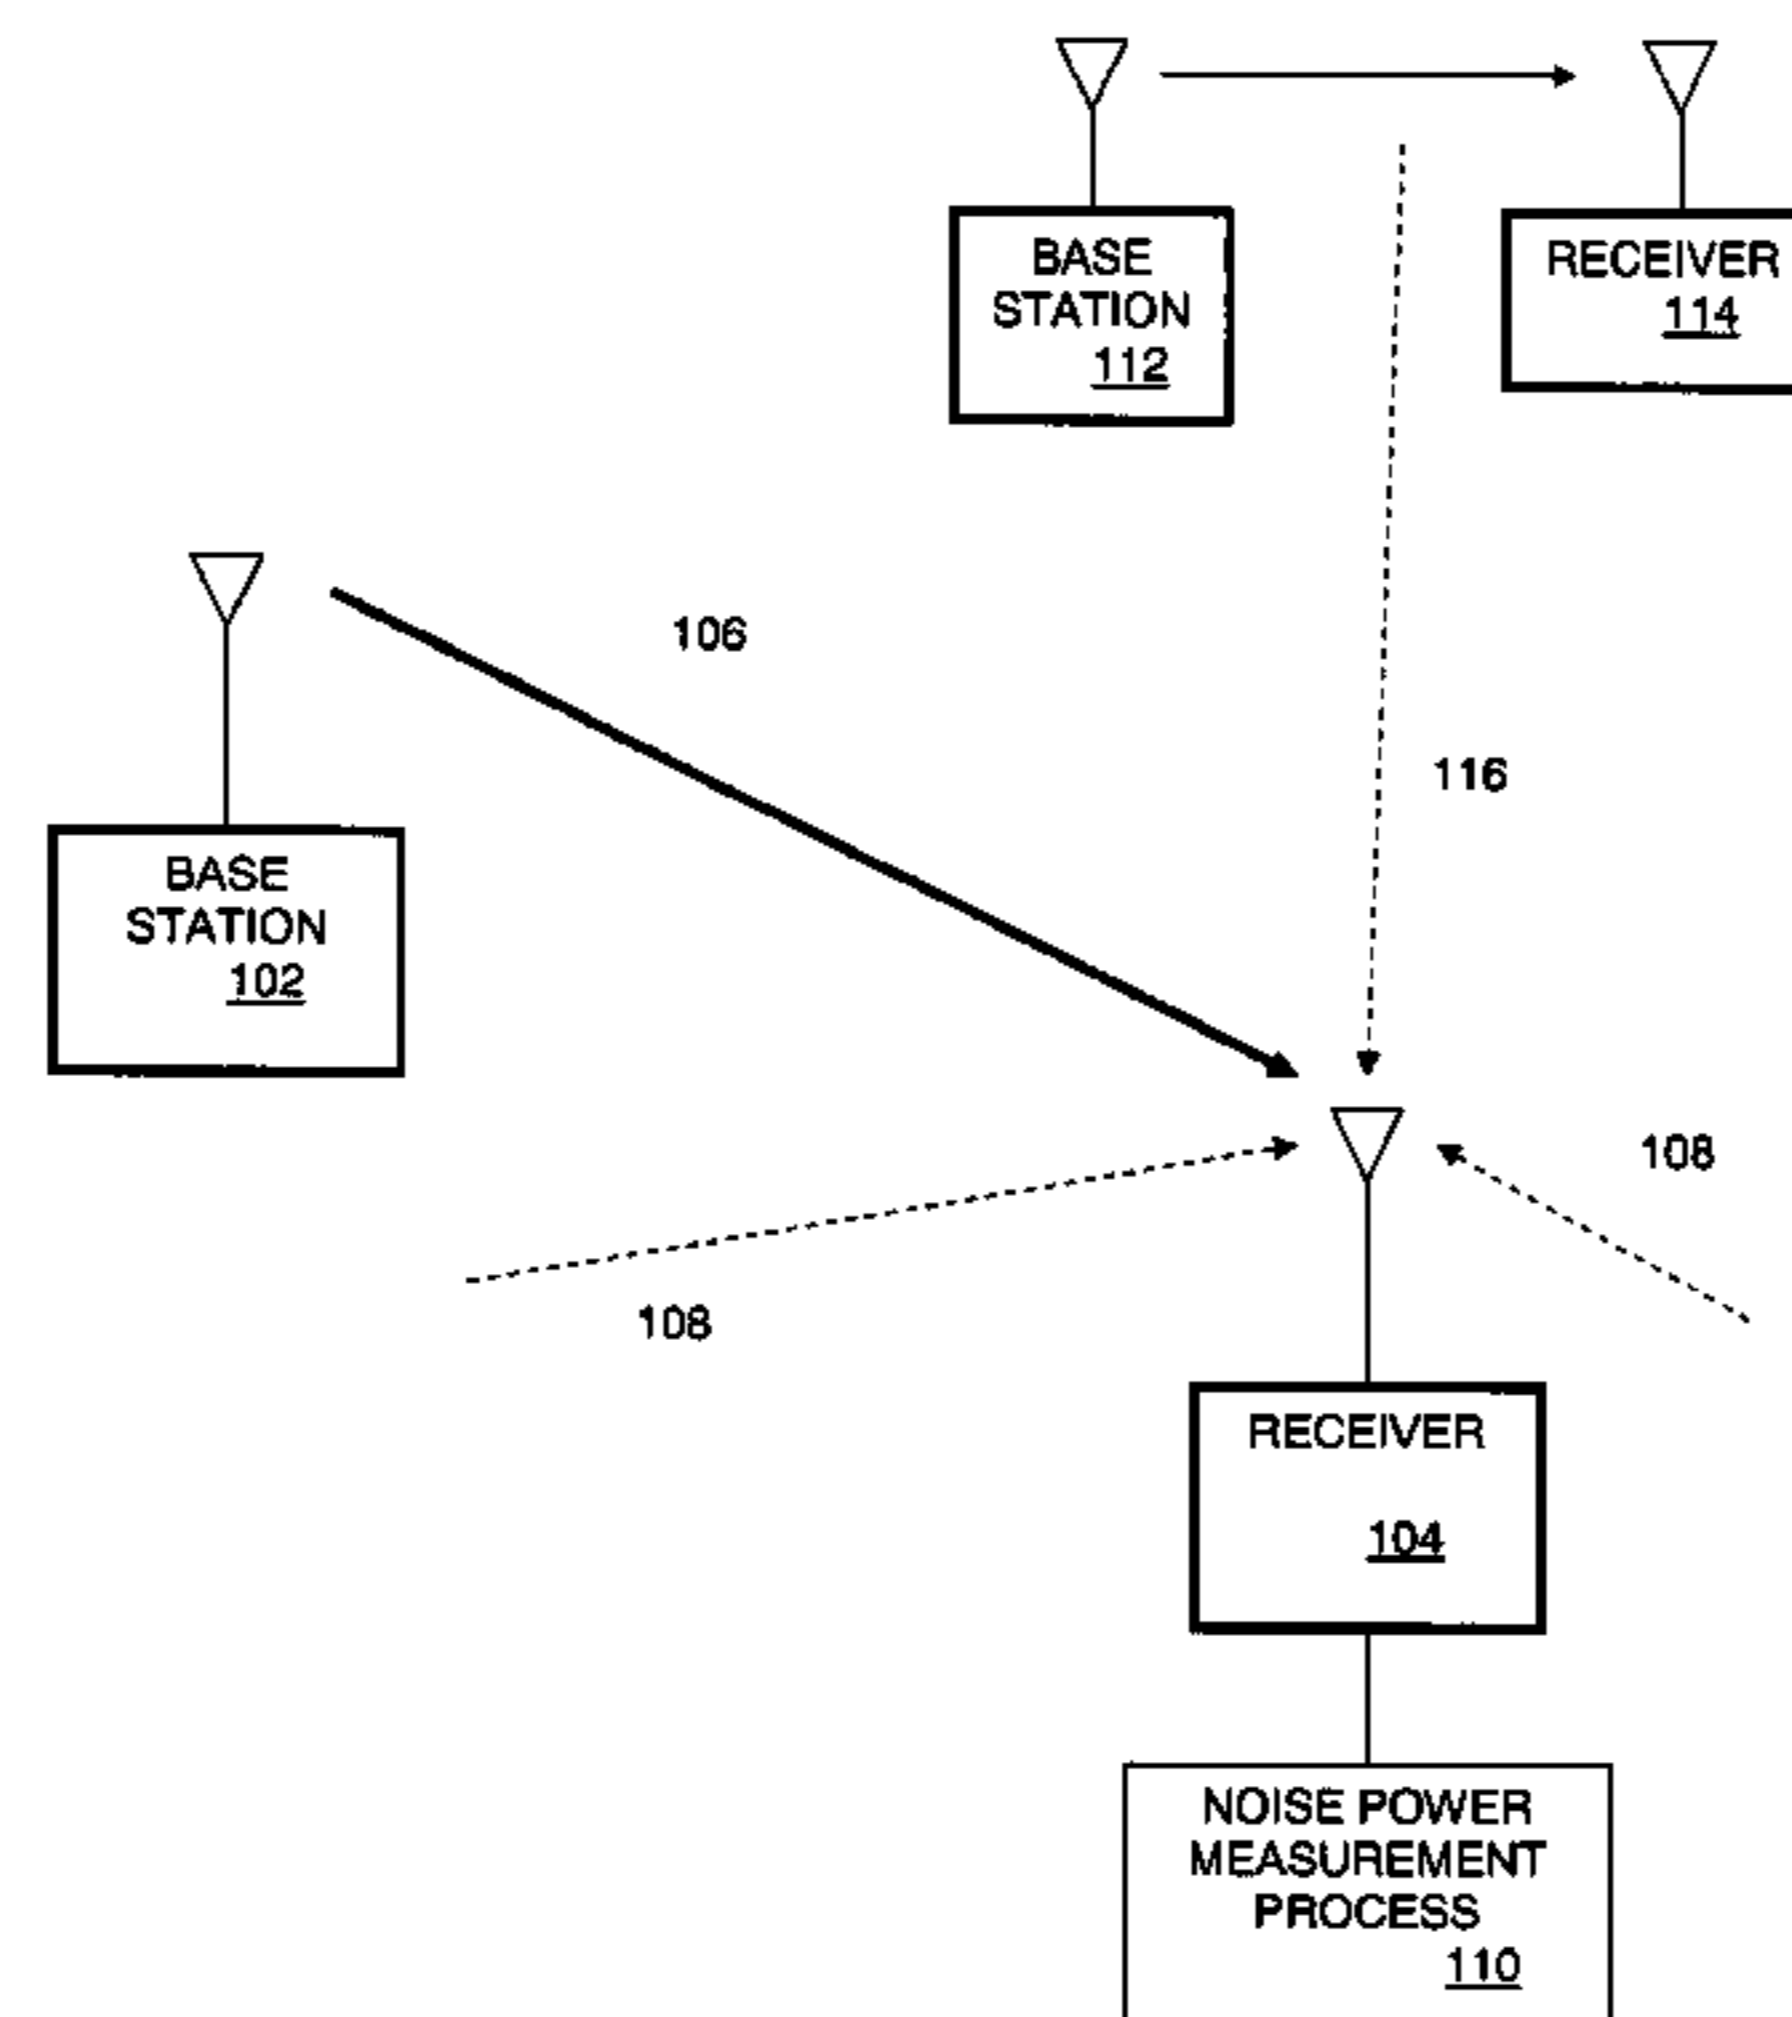 BASE
STATION
112
RECEIVER
114
106
116
BASE
STATION
102
108
108
RECEIVER
104
NOISE POWER
MEASUREMENT
PROCESS
110